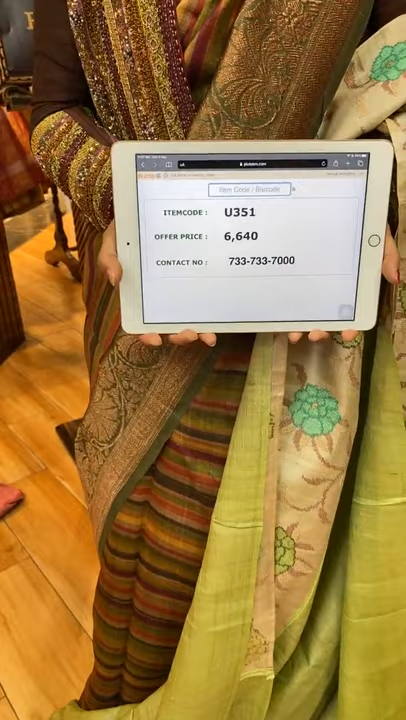 Item Code / Barcode
ITEMCODE : U351
OFFER PRICE : 6,640
CONTACT NO : 733-733-7000